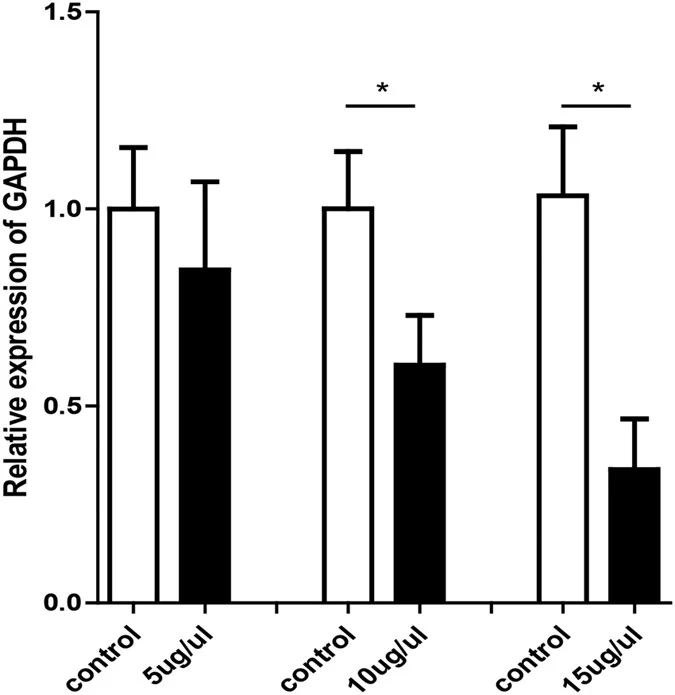 Relative expression of GAPDH
1.5
1.0
0.5
0.0
*
*
control
5ug/ul
control
10ug/ul
control
15ug/ul